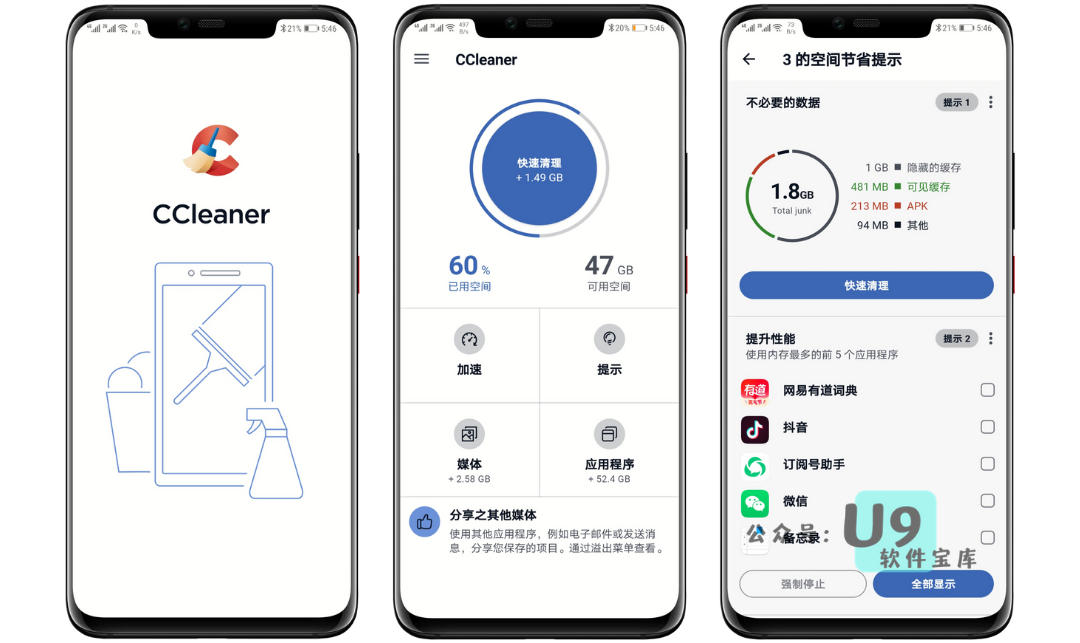 0
K/s
21%
5:46
CCleaner
497
B/s
20%
5:46
CCleaner
快速清理
+ 1.49 GB
60 %
已用空间
47 GB
可用空间
加速
提示
媒体
+ 2.58 GB
应用程序
+ 52.4 GB
分享之其他媒体
使用其他应用程序，例如电子邮件或发送消
息，分享您保存的项目。通过溢出菜单查看。
73
B/s
21%
5:46
3 的空间节省提示
不必要的数据
提示 1
1.8GB
Total junk
1 GB 隐藏的缓存
481 MB 可见缓存
213 MB APK
94 MB 其他
快速清理
提升性能
提示 2
使用内存最多的前 5 个应用程序
有道
网易有道词典
抖音
订阅号助手
微信
备忘录
公众号：U9
软件宝库
强制停止
全部显示